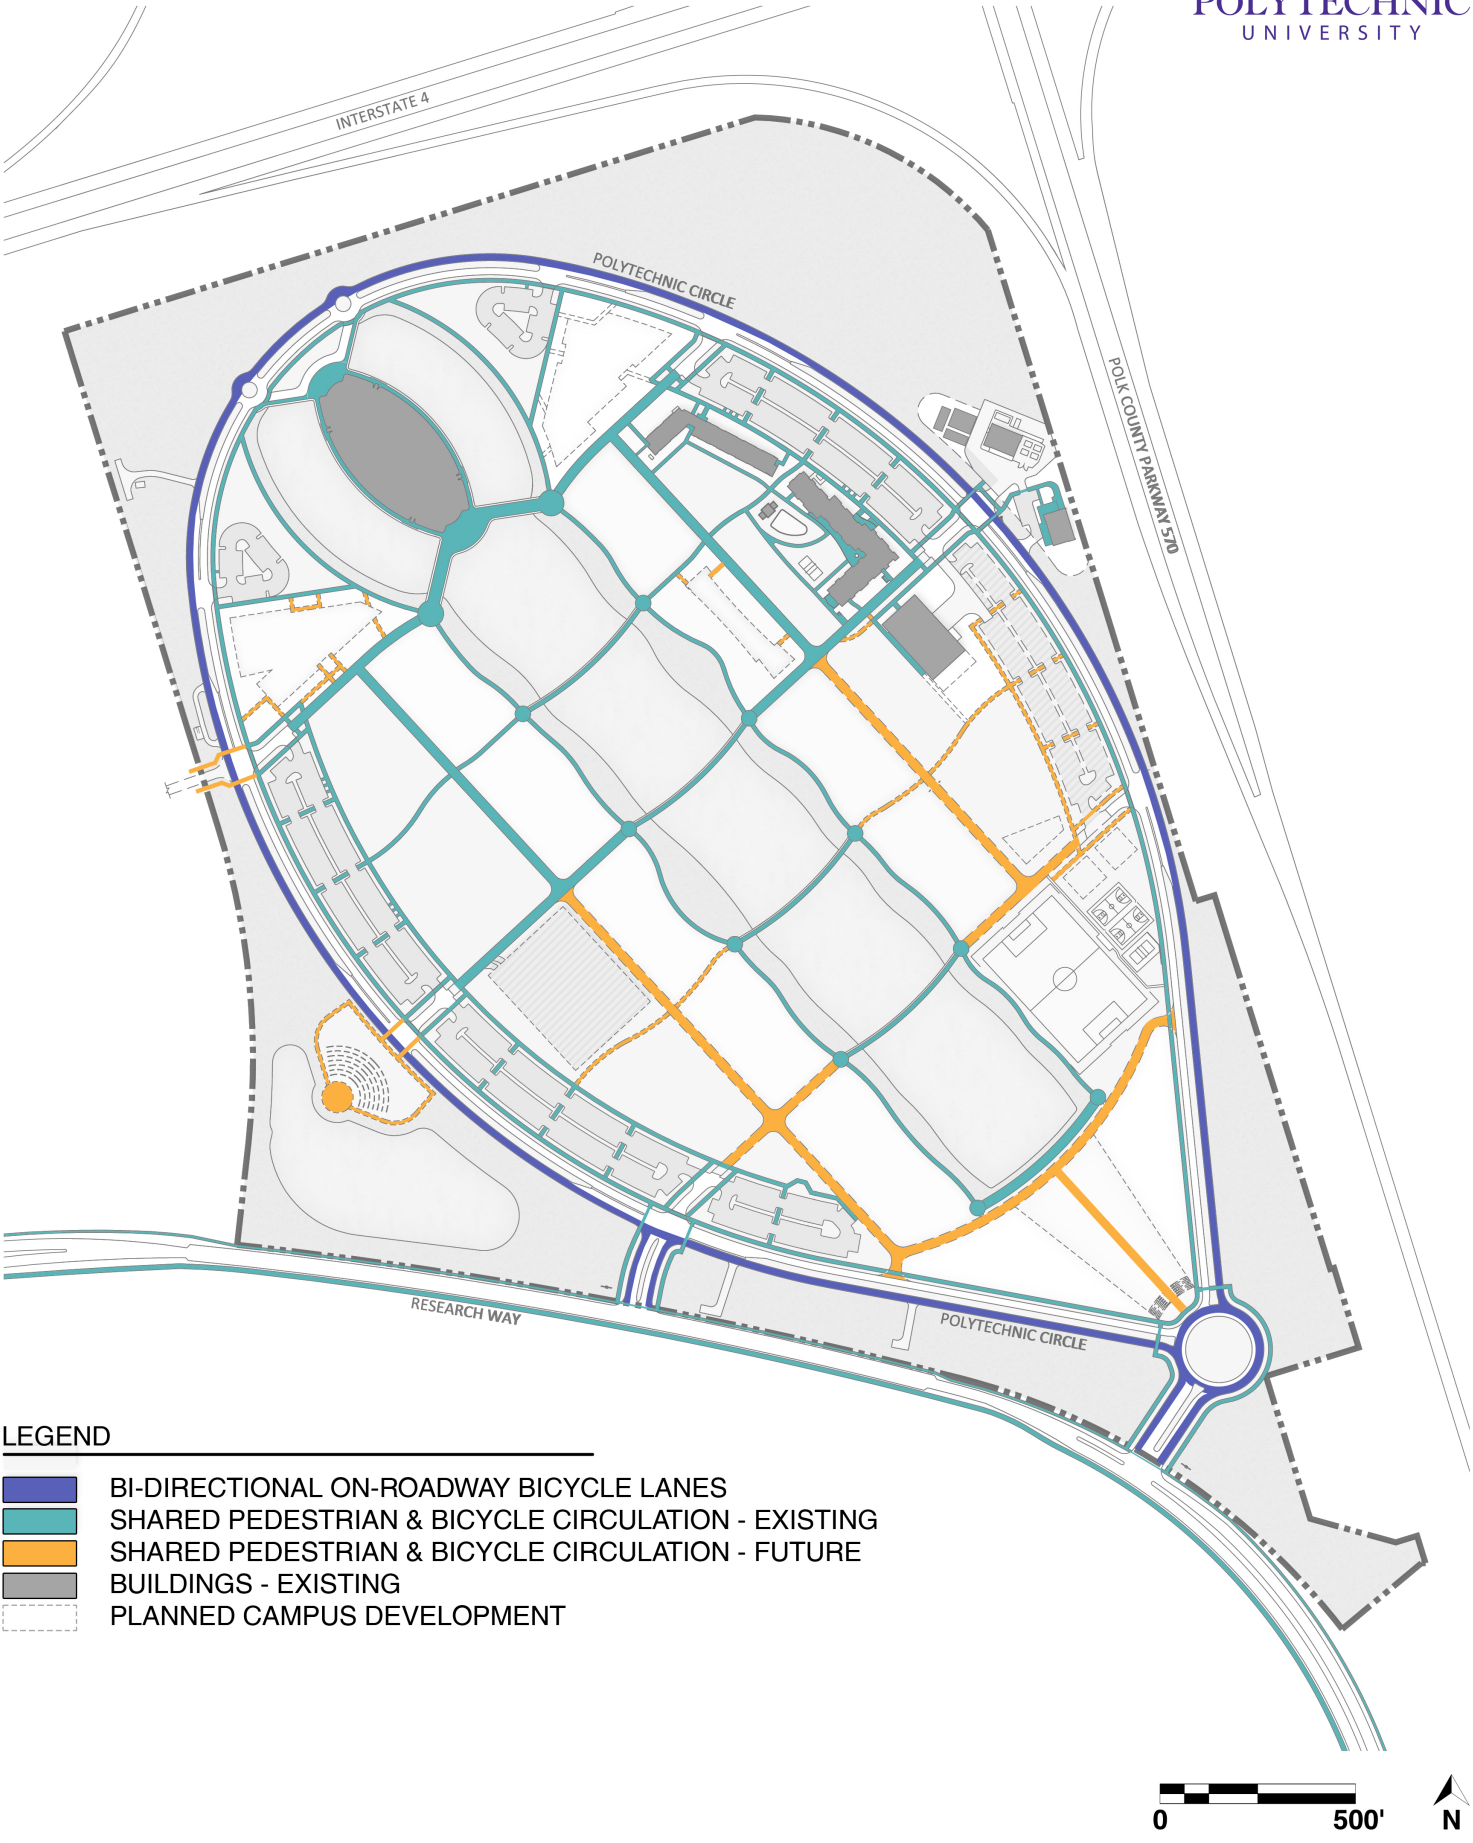 POLYTECHNIC
UNIVERSITY
INTERSTATE 4
POLYTECHNIC CIRCLE
POLK COUNTY PARKWAY 570
RESEARCH WAY
POLYTECHNIC CIRCLE
LEGEND
BI-DIRECTIONAL ON-ROADWAY BICYCLE LANES
SHARED PEDESTRIAN & BICYCLE CIRCULATION - EXISTING
SHARED PEDESTRIAN & BICYCLE CIRCULATION - FUTURE
BUILDINGS - EXISTING
PLANNED CAMPUS DEVELOPMENT
0 500' N